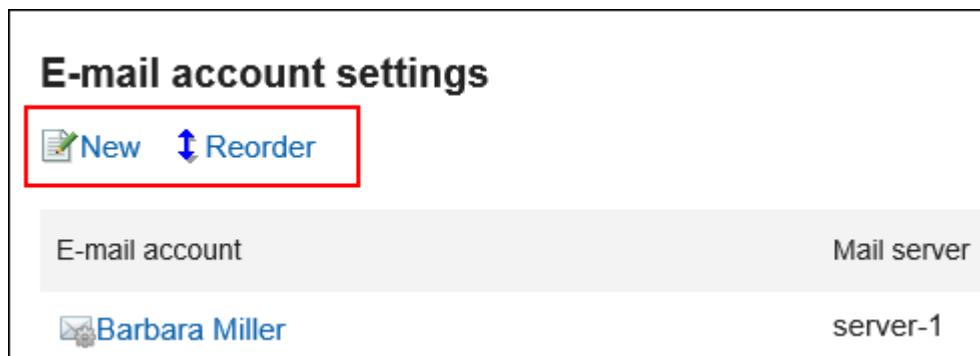 E-mail account settings
New Reorder
E-mail account Mail server
Barbara Miller server-1